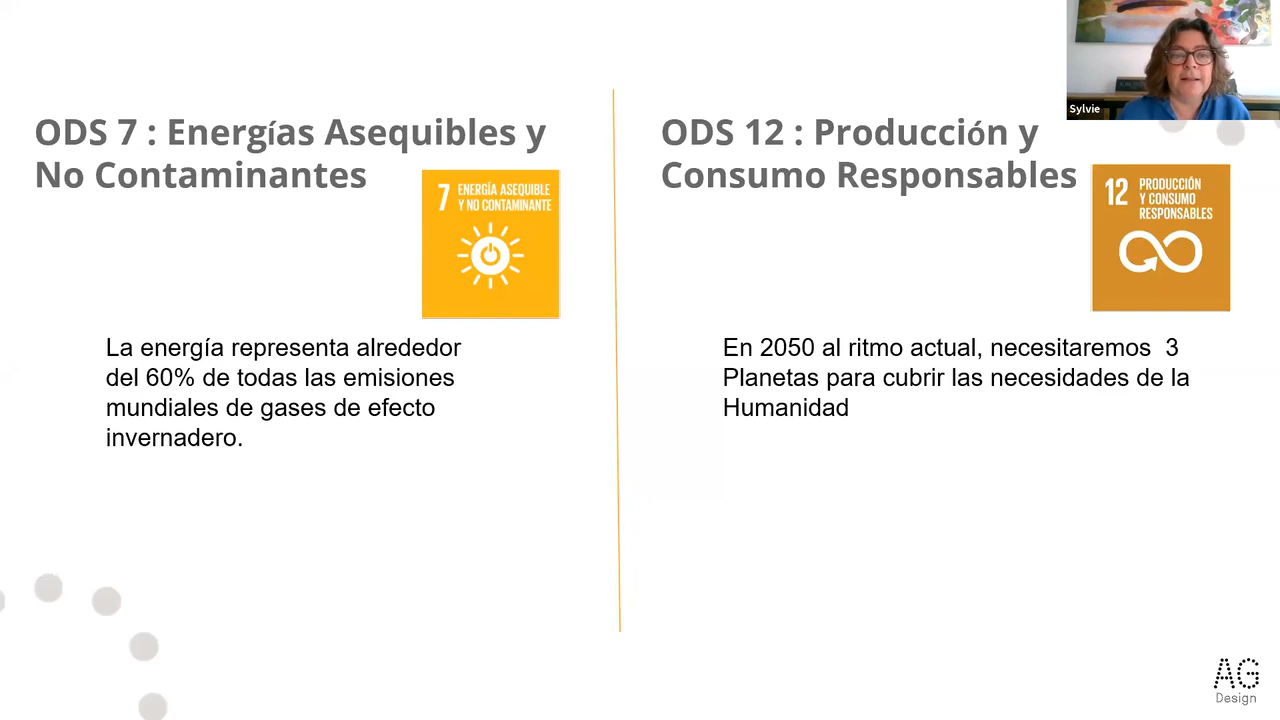 Sylvie
ODS 7 : Energías Asequibles y
No Contaminantes
7 ENERGÍA ASEQUIBLE
Y NO CONTAMINANTE
La energía representa alrededor
del 60% de todas las emisiones
mundiales de gases de efecto
invernadero.
ODS 12 : Producción y
Consumo Responsables
12 PRODUCCIÓN
Y CONSUMO
RESPONSABLES
En 2050 al ritmo actual, necesitaremos  3
Planetas para cubrir las necesidades de la
Humanidad
AG
Design